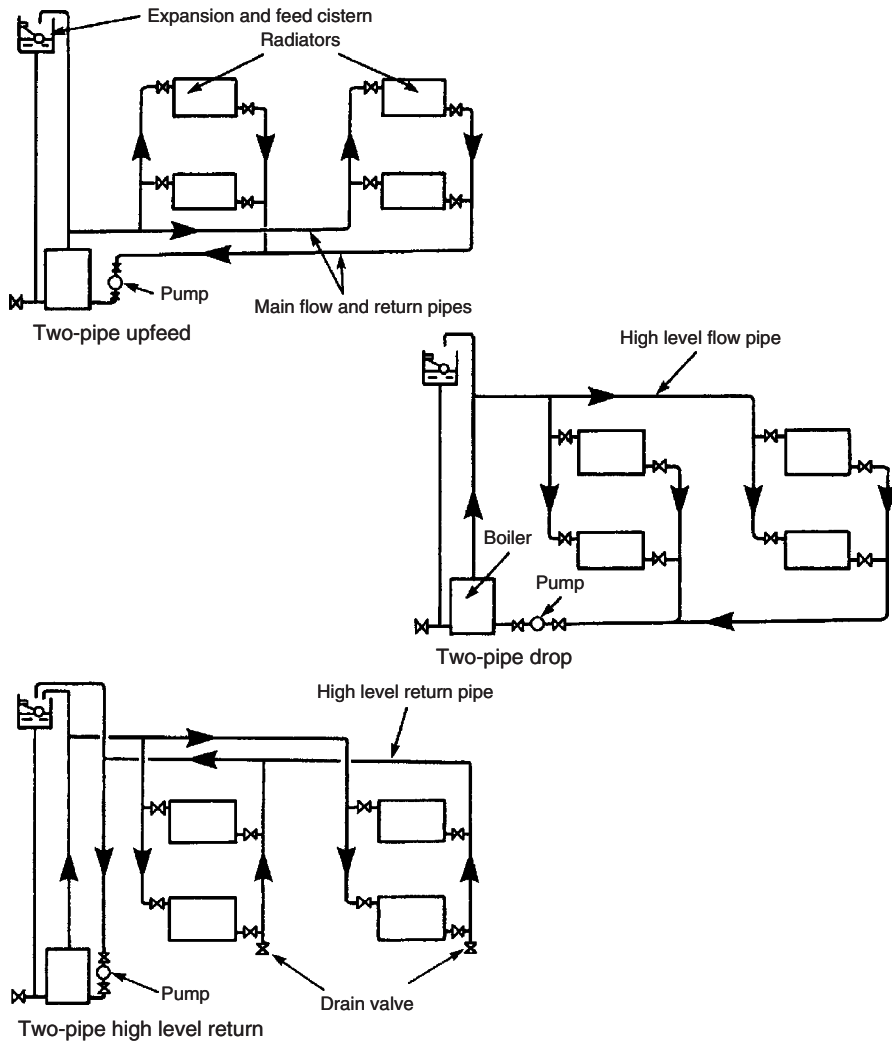 Expansion and feed cistern
Radiators
Pump
Main flow and return pipes
Two-pipe upfeed
High level flow pipe
Boiler
Pump
Two-pipe drop
High level return pipe
Pump
Drain valve
Two-pipe high level return